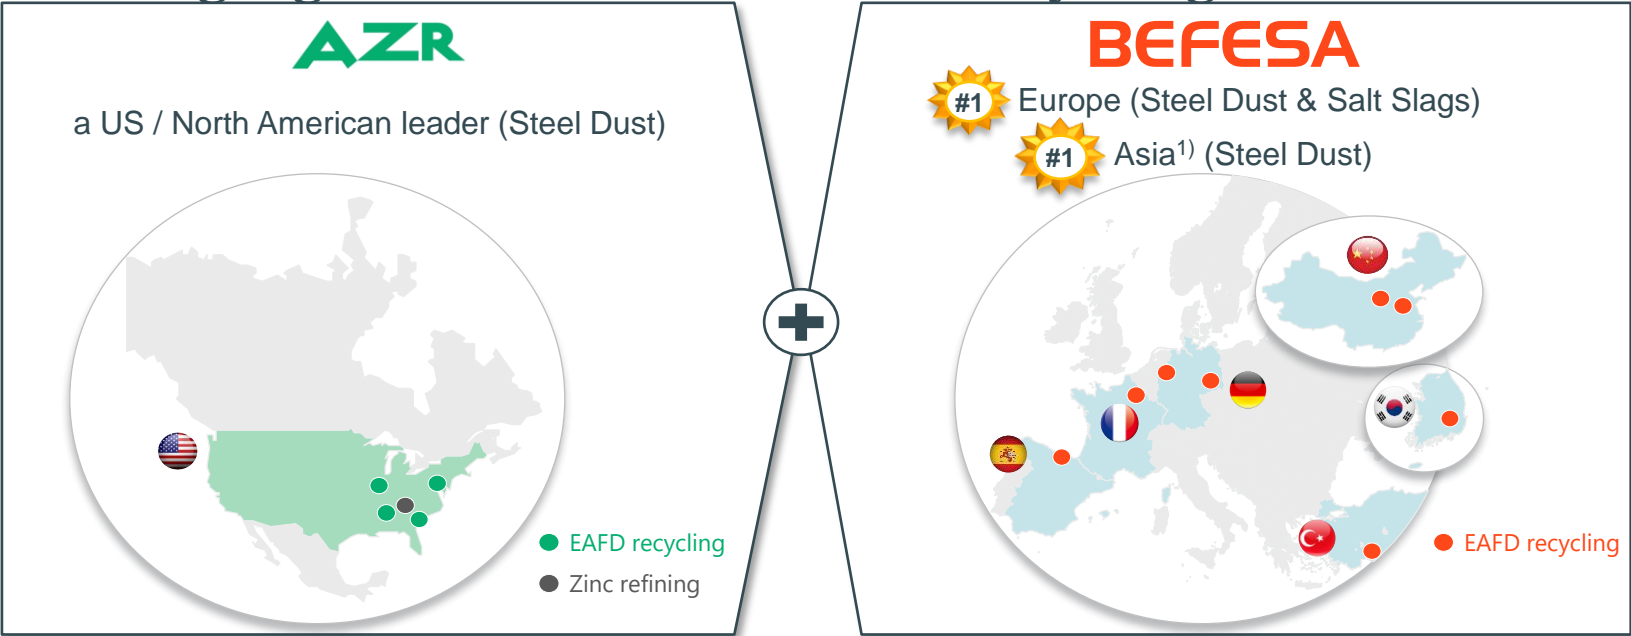 AZR
a US / North American leader (Steel Dust)
EAFD recycling
Zinc refining
BEFESA
#1 Europe (Steel Dust & Salt Slags)
#1 Asia¹⁾ (Steel Dust)
EAFD recycling